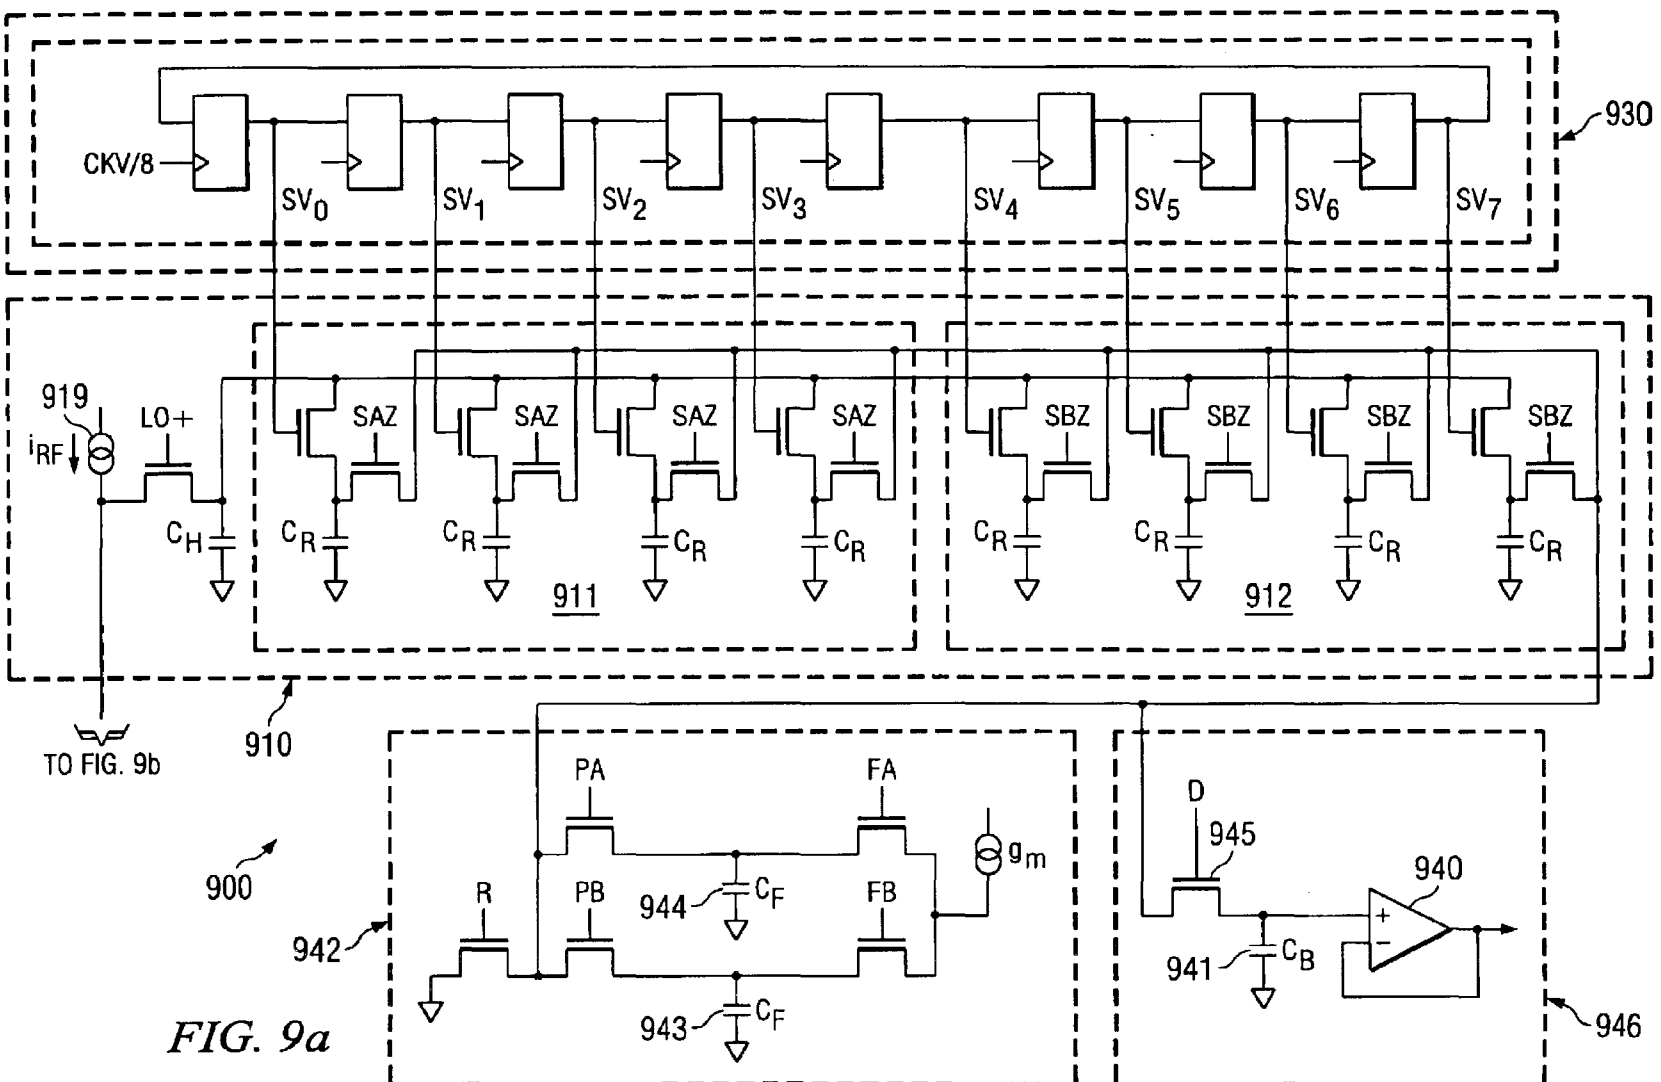 930
CKV/8
SV0 SV1 SV2 SV3 SV4 SV5 SV6 SV7
919
LO+
iRF
SAZ SAZ SAZ SAZ SBZ SBZ SBZ SBZ
CH CR CR CR CR CR CR CR CR
911 912
910
TO FIG. 9b
PA FA
D
945
gm
940
900
R PB
944 CF
FB
+
-
942
941 CB
943 CF
946
FIG. 9a